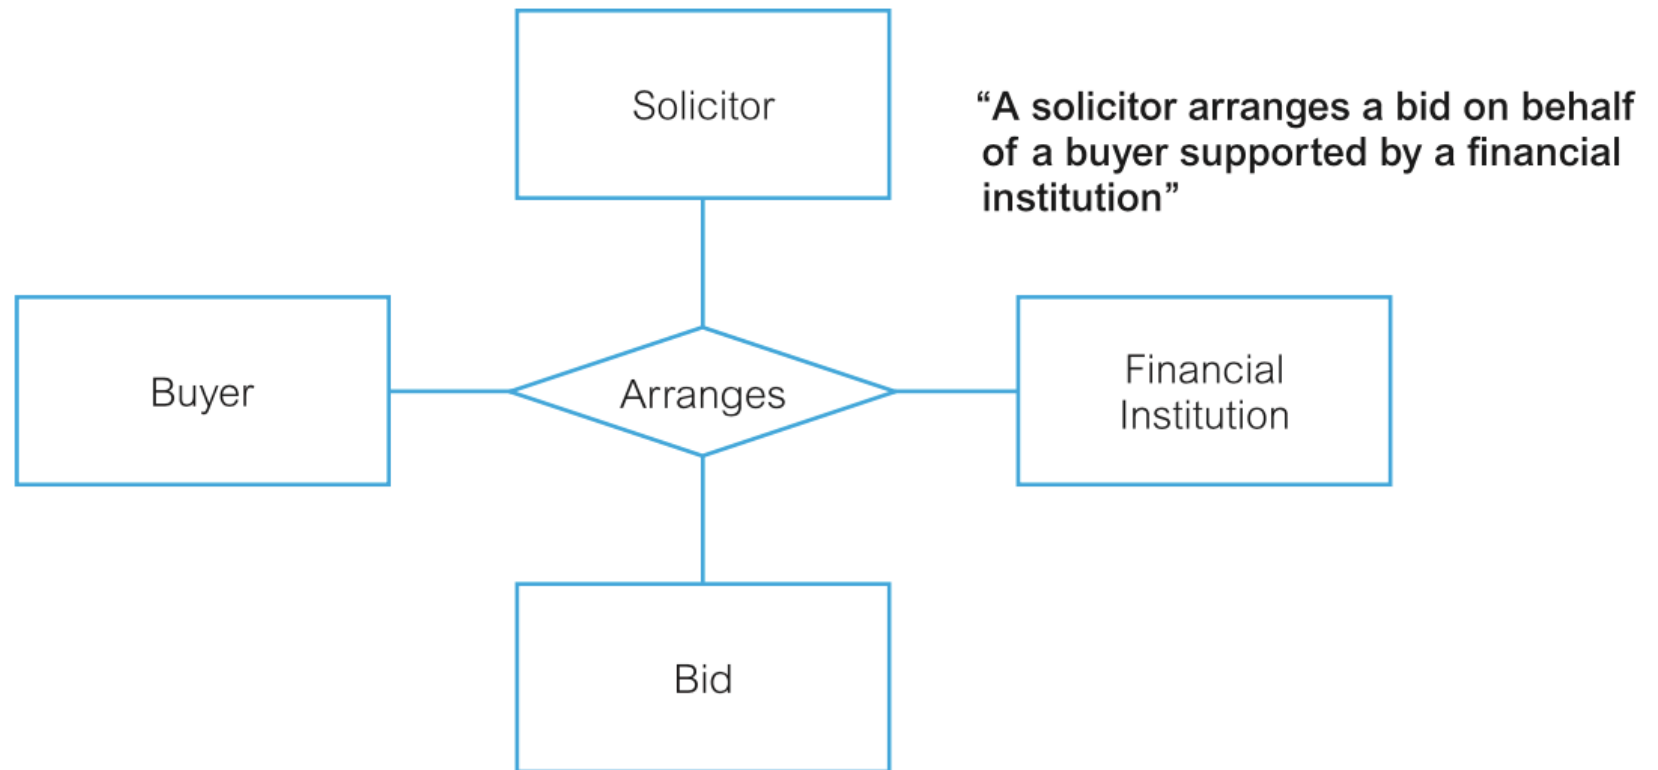 Solicitor
“A solicitor arranges a bid on behalf
of a buyer supported by a financial
institution”
Buyer
Arranges
Financial
Institution
Bid